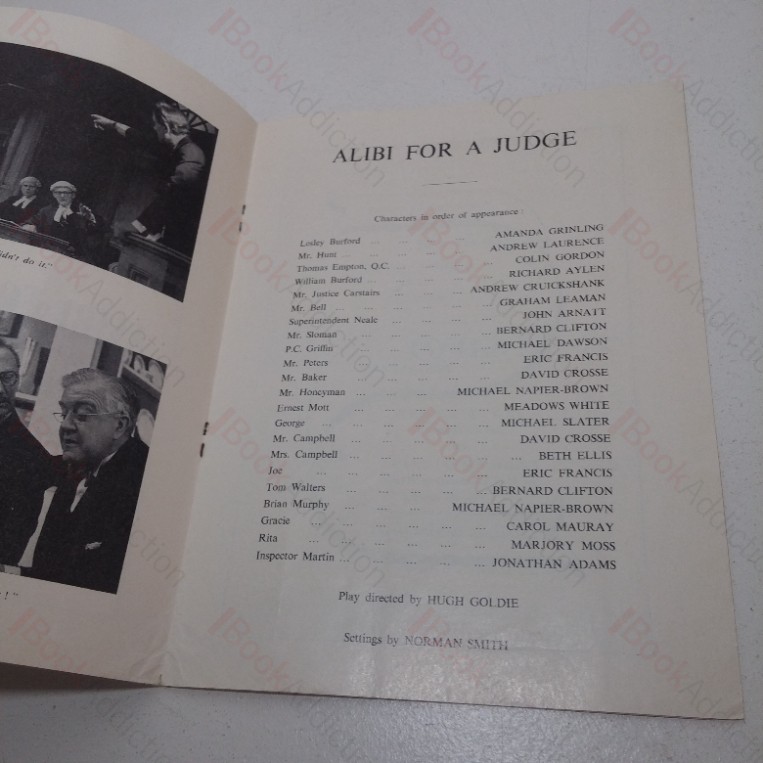 idn't do it."
! "
ALIBI FOR A JUDGE
Characters in order of appearance :
Lesley Burford ... ... ... ... AMANDA GRINLING
Mr. Hunt ... ... ... ... ANDREW LAURENCE
Thomas Empton, Q.C. ... ... ... ... COLIN GORDON
William Burford ... ... ... ... RICHARD AYLEN
Mr. Justice Carstairs ... ... ... ANDREW CRUICKSHANK
Mr. Bell ... ... ... ... ... GRAHAM LEAMAN
Superintendent Neale ... ... ... ... JOHN ARNATT
Mr. Sloman ... ... ... ... BERNARD CLIFTON
P.C. Griffin ... ... ... ... MICHAEL DAWSON
Mr. Peters ... ... ... ... ... ERIC FRANCIS
Mr. Baker ... ... ... ... ... DAVID CROSSE
Mr. Honeyman ... ... ... MICHAEL NAPIER-BROWN
Ernest Mott ... ... ... ... MEADOWS WHITE
George ... ... ... ... ... MICHAEL SLATER
Mr. Campbell ... ... ... ... DAVID CROSSE
Mrs. Campbell ... ... ... ... ... BETH ELLIS
Joe ... ... ... ... ... ERIC FRANCIS
Tom Walters ... ... ... ... ... BERNARD CLIFTON
Brian Murphy ... ... ... MICHAEL NAPIER-BROWN
Gracie ... ... ... ... ... CAROL MAURAY
Rita ... ... ... ... ... MARJORY MOSS
Inspector Martin ... ... ... ... ... JONATHAN ADAMS
Play directed by HUGH GOLDIE
Settings by NORMAN SMITH
BookAddiction